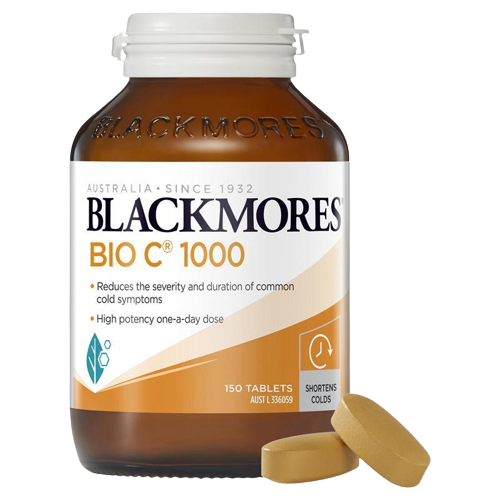 BLACKMORES
AUSTRALIA • SINCE 1932
BLACKMORES®
BIO C® 1000
• Reduces the severity and duration of common
cold symptoms
• High potency one-a-day dose
150 TABLETS
AUST L 336059
SHORTENS
COLDS